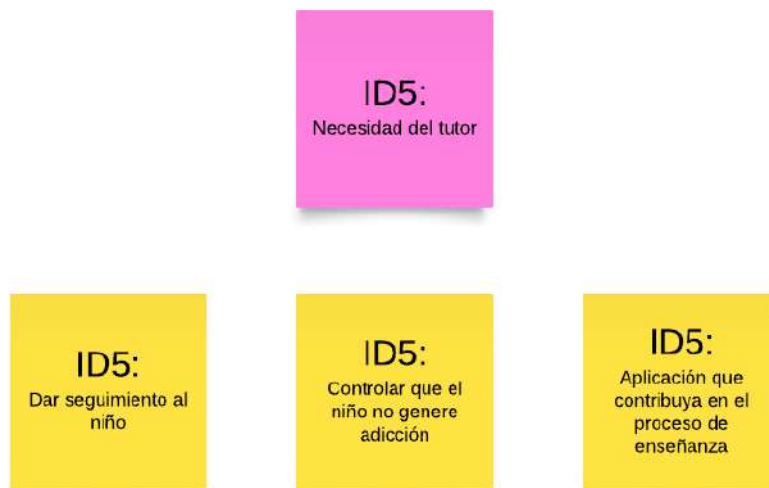 ID5:
Necesidad del tutor
ID5:
Dar seguimiento al
niño
ID5:
Controlar que el
niño no genere
adicción
ID5:
Aplicación que
contribuya en el
proceso de
enseñanza